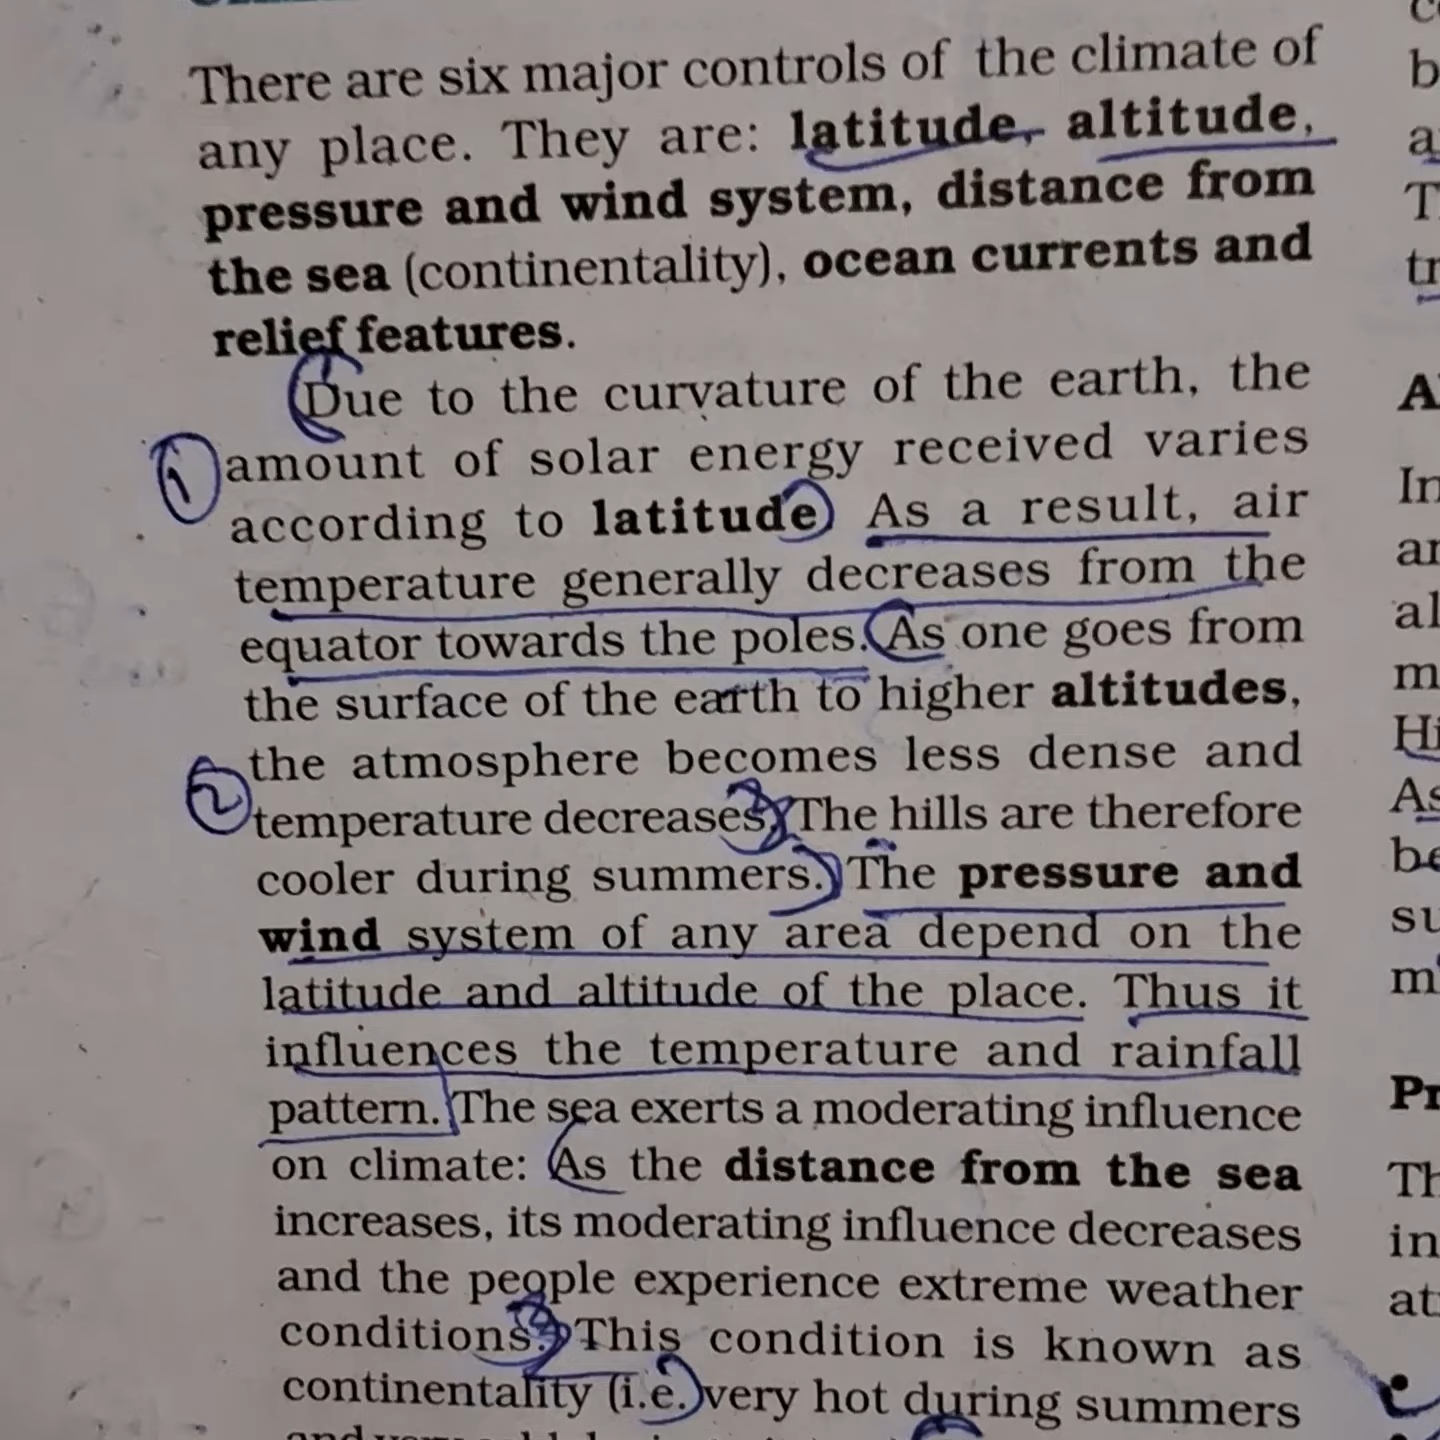 There are six major controls of the climate of
any place. They are: latitude, altitude,
pressure and wind system, distance from
the sea (continentality), ocean currents and
relief features.
Due to the curvature of the earth, the
1 amount of solar energy received varies
according to latitude As a result, air
temperature generally decreases from the
equator towards the poles. As one goes from
the surface of the earth to higher altitudes,
the atmosphere becomes less dense and
2 temperature decreases. The hills are therefore
cooler during summers. The pressure and
wind system of any area depend on the
latitude and altitude of the place. Thus it
influences the temperature and rainfall
pattern. The sea exerts a moderating influence
on climate: As the distance from the sea
increases, its moderating influence decreases
and the people experience extreme weather
conditions. This condition is known as
continentality (i.e. very hot during summers